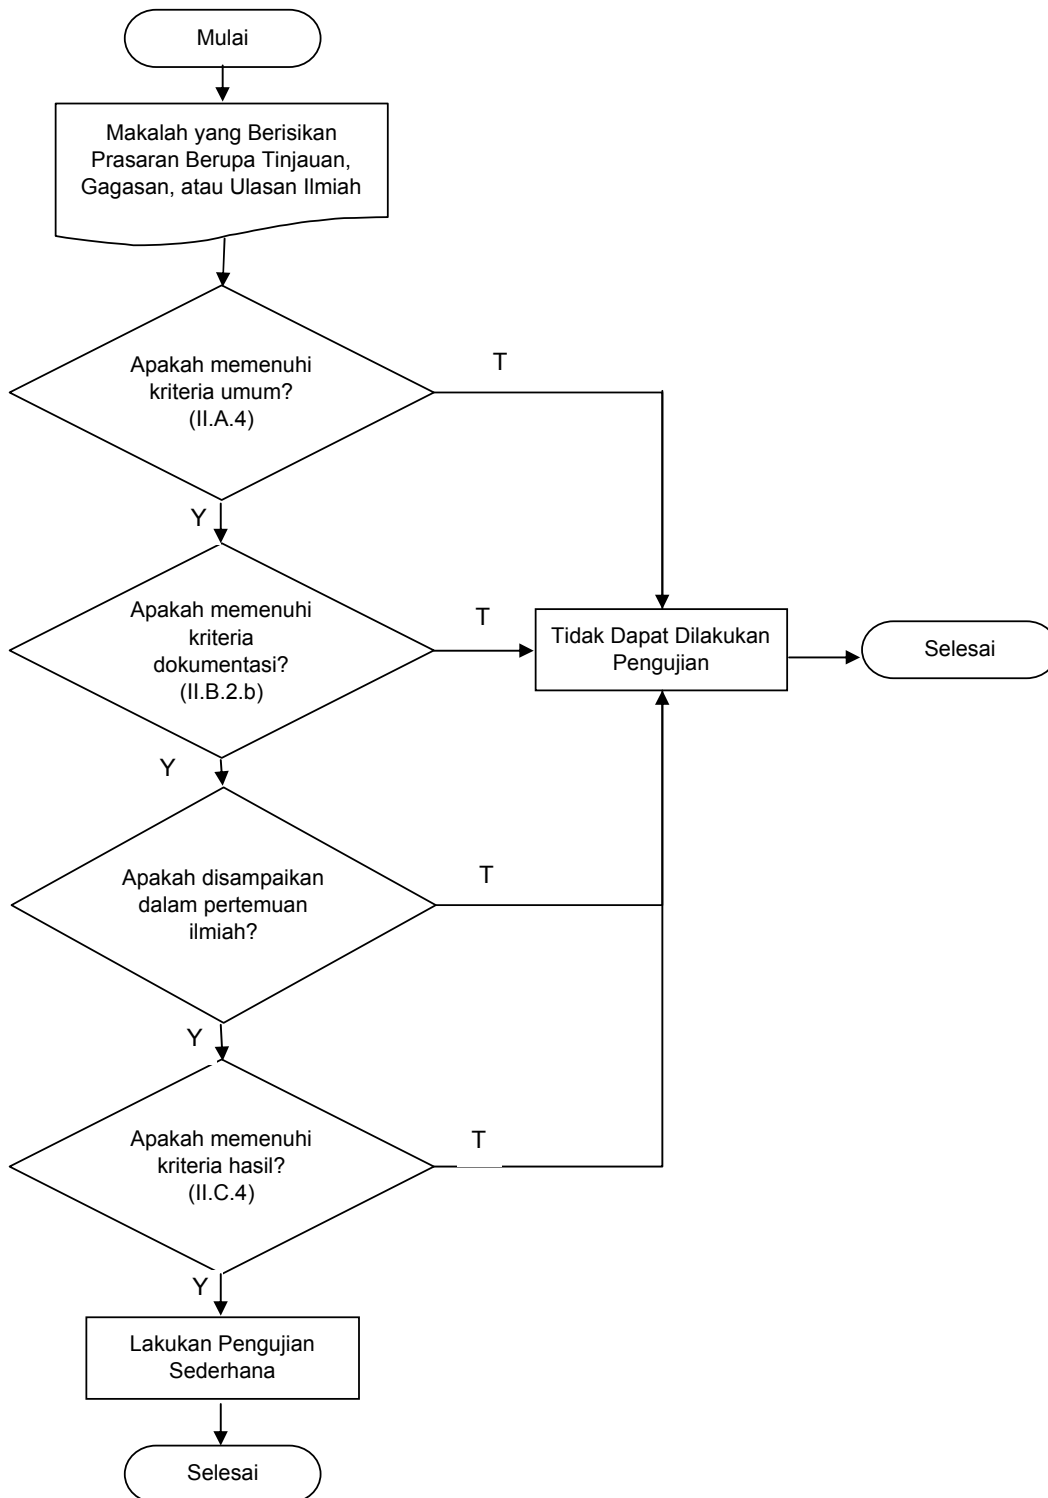 Mulai
Makalah yang Berisikan
Prasaran Berupa Tinjauan,
Gagasan, atau Ulasan Ilmiah
Apakah memenuhi
kriteria umum?
(II.A.4)
T
Y
Apakah memenuhi
kriteria
dokumentasi?
(II.B.2.b)
T
Tidak Dapat Dilakukan
Pengujian
Selesai
Y
Apakah disampaikan
dalam pertemuan
ilmiah?
T
Y
Apakah memenuhi
kriteria hasil?
(II.C.4)
T
Y
Lakukan Pengujian
Sederhana
Selesai